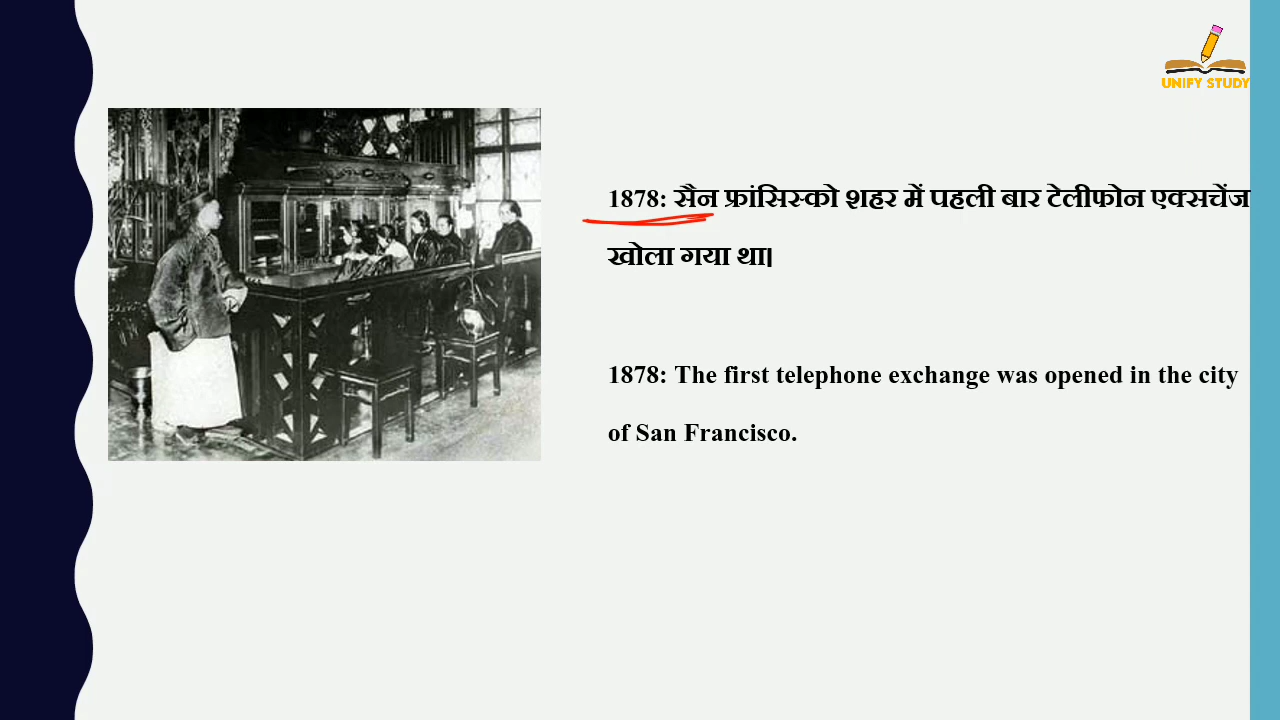 UNIFY STUDY
1878: सैन फ्रांसिस्को शहर में पहली बार टेलीफोन एक्सचेंज
खोला गया था।
1878: The first telephone exchange was opened in the city
of San Francisco.